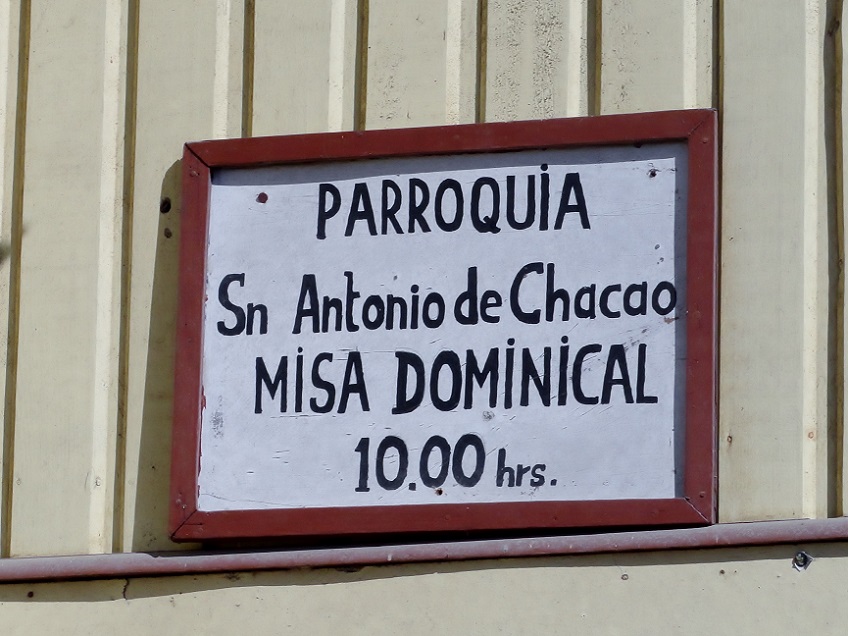 PARROQUiA
Sn Antonio de Chacao
MiSA DOMiNiCAL
10.00 hrs.